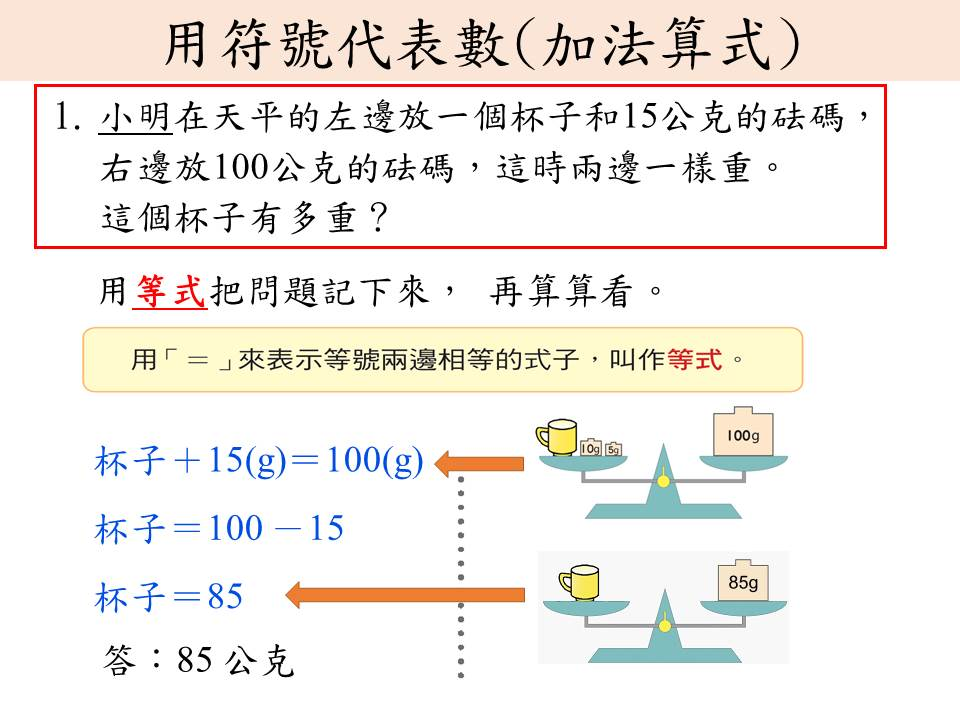 用符號代表數(加法算式)
1. 小明在天平的左邊放一個杯子和15公克的砝碼，
右邊放100公克的砝碼，這時兩邊一樣重。
這個杯子有多重？
用等式把問題記下來， 再算算看。
用「＝」來表示等號兩邊相等的式子，叫作等式。
杯子＋15(g)＝100(g)
10g 5g
100g
杯子＝100－15
杯子＝85
85g
答：85 公克